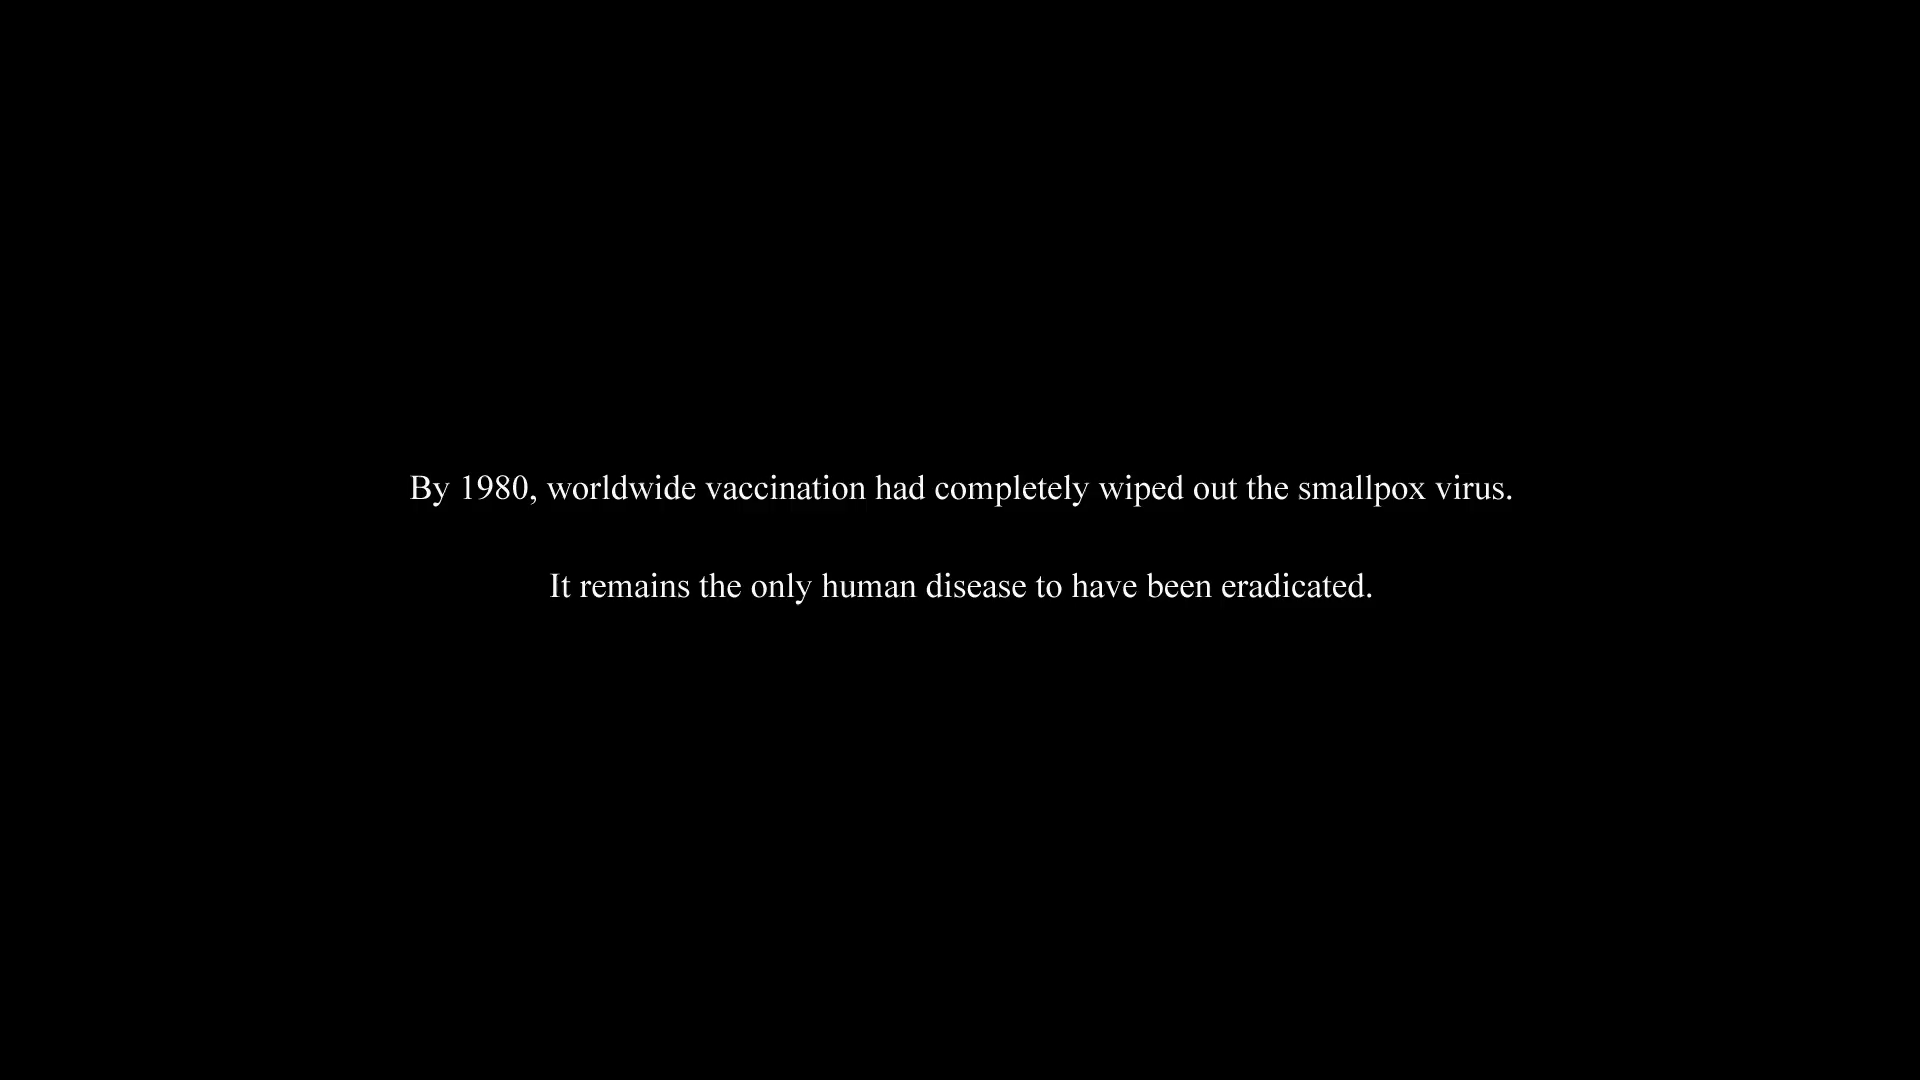 By 1980, worldwide vaccination had completely wiped out the smallpox virus.
It remains the only human disease to have been eradicated.